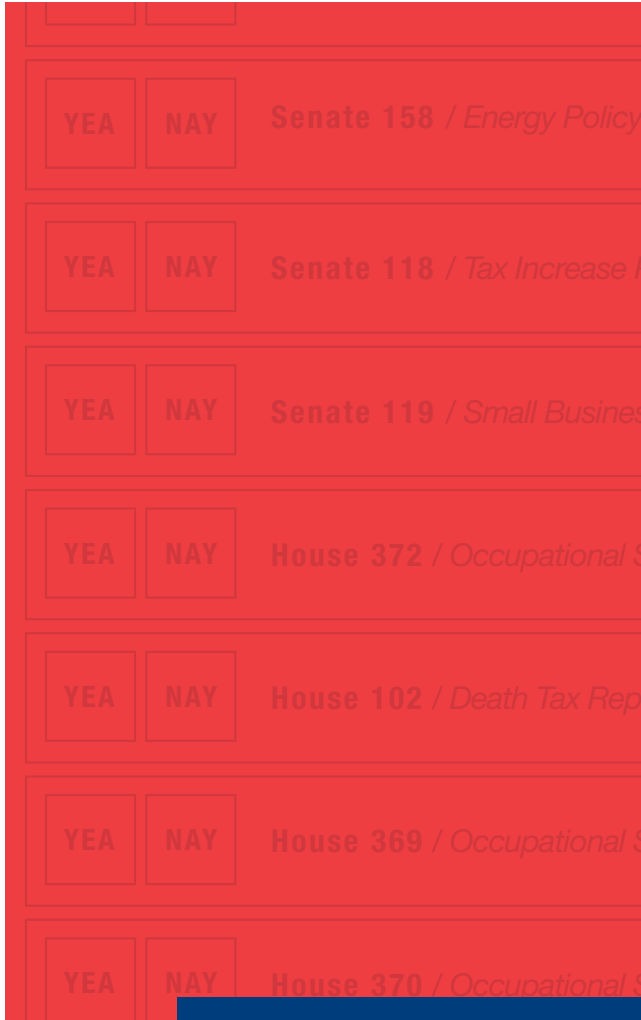 YEA NAY Senate 158 / Energy Policy
YEA NAY Senate 118 / Tax Increase
YEA NAY Senate 119 / Small Busines
YEA NAY House 372 / Occupational S
YEA NAY House 102 / Death Tax Rep
YEA NAY House 369 / Occupational S
YEA NAY House 370 / Occupational S